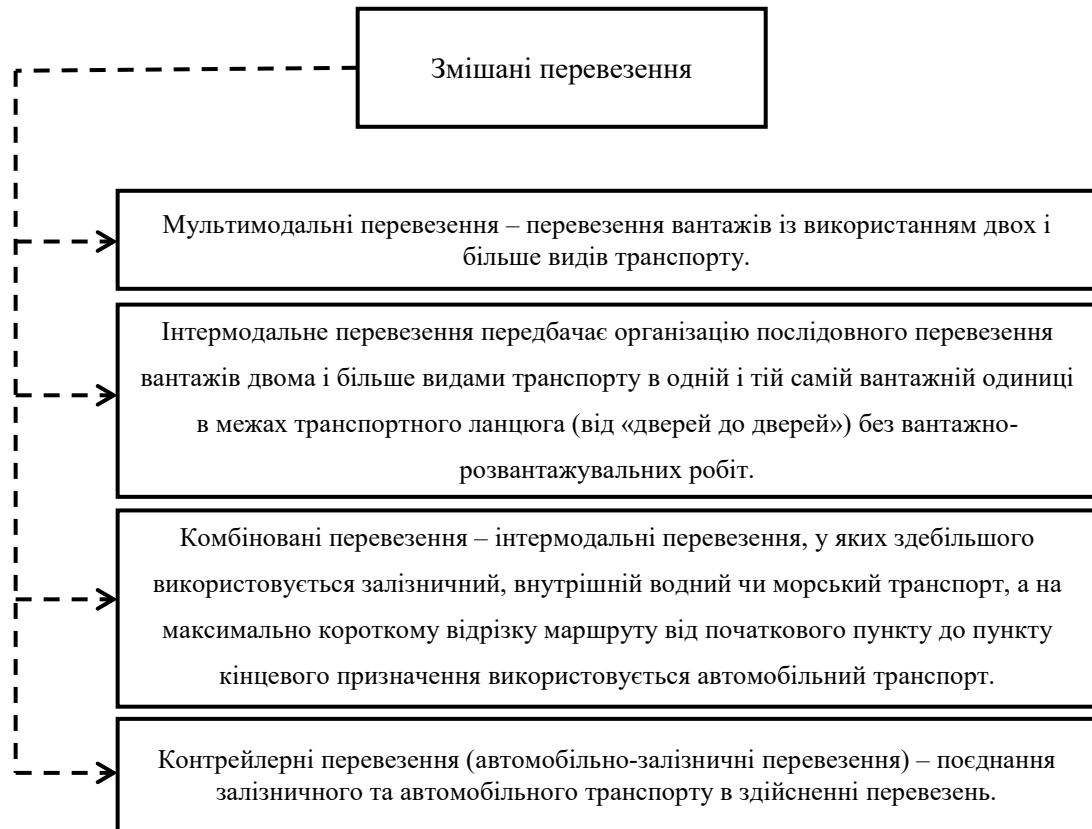 Змішані перевезення
Мультимодальні перевезення – перевезення вантажів із використанням двох і
більше видів транспорту.
Інтермодальне перевезення передбачає організацію послідовного перевезення
вантажів двома і більше видами транспорту в одній і тій самій вантажній одиниці
в межах транспортного ланцюга (від «дверей до дверей») без вантажно-
розвантажувальних робіт.
Комбіновані перевезення – інтермодальні перевезення, у яких здебільшого
використовується залізничний, внутрішній водний чи морський транспорт, а на
максимально короткому відрізку маршруту від початкового пункту до пункту
кінцевого призначення використовується автомобільний транспорт.
Контрейлерні перевезення (автомобільно-залізничні перевезення) – поєднання
залізничного та автомобільного транспорту в здійсненні перевезень.